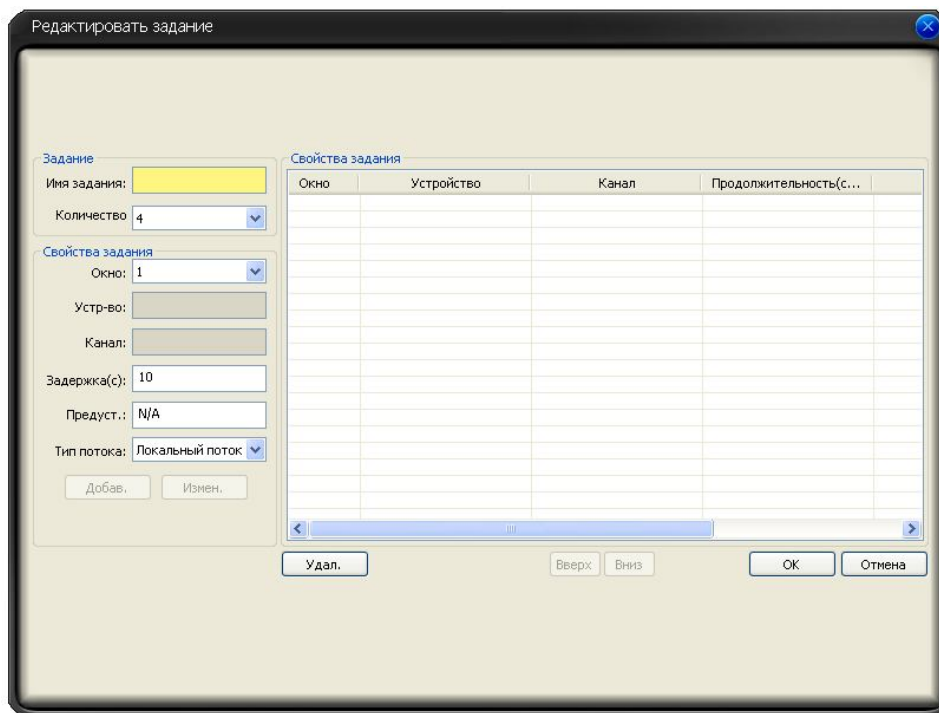 Редактировать задание
Задание
Имя задания:
Количество 4
Свойства задания
Окно: 1
Устр-во:
Канал:
Задержка(с): 10
Предуст.: N/A
Тип потока: Локальный поток
Добав. Измен.
Свойства задания
Окно Устройство Канал Продолжительность(с...
Удал. Вверх Вниз OK Отмена